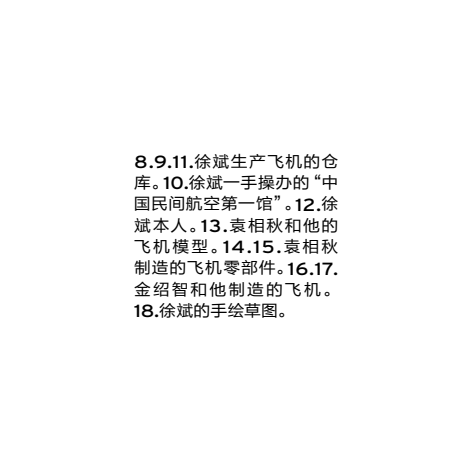 8.9.11.徐斌生产飞机的仓
库。10.徐斌一手操办的“中
国民间航空第一馆”。12.徐
斌本人。13.袁相秋和他的
飞机模型。14.15.袁相秋
制造的飞机零部件。16.17.
金绍智和他制造的飞机。
18.徐斌的手绘草图。